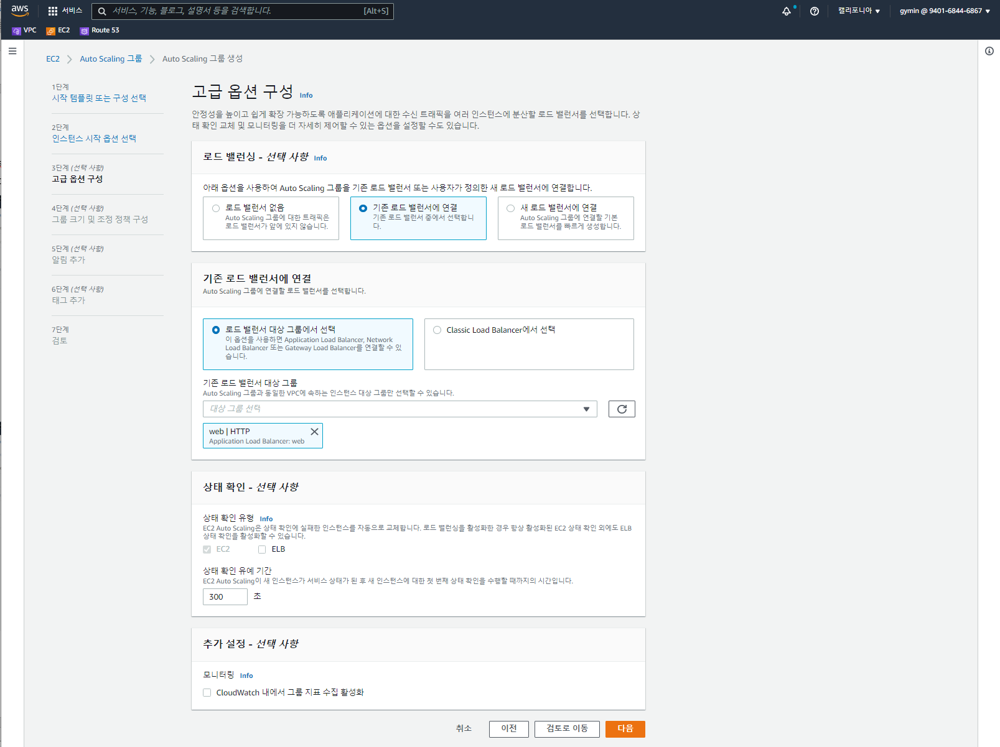 aws
서비스
서비스, 기능, 블로그, 설명서 등을 검색합니다.
[Alt+S]
캘리포니아
gymin @ 9401-6844-6867
VPC
EC2
Route 53
EC2
Auto Scaling 그룹
Auto Scaling 그룹 생성
1단계
시작 템플릿 또는 구성 선택
2단계
인스턴스 시작 옵션 선택
3단계 (선택 사항)
고급 옵션 구성
4단계 (선택 사항)
그룹 크기 및 조정 정책 구성
5단계 (선택 사항)
알림 추가
6단계 (선택 사항)
태그 추가
7단계
검토
고급 옵션 구성 Info
안정성을 높이고 쉽게 확장 가능하도록 애플리케이션에 대한 수신 트래픽을 여러 인스턴스에 분산할 로드 밸런서를 선택합니다. 상
태 확인 교체 및 모니터링을 더 자세히 제어할 수 있는 옵션을 설정할 수도 있습니다.
로드 밸런싱 - 선택 사항 Info
아래 옵션을 사용하여 Auto Scaling 그룹을 기존 로드 밸런서 또는 사용자가 정의한 새 로드 밸런서에 연결합니다.
로드 밸런서 없음
Auto Scaling 그룹에 대한 트래픽은
로드 밸런서가 앞에 있지 않습니다.
기존 로드 밸런서에 연결
기존 로드 밸런서 중에서 선택합니
다.
새 로드 밸런서에 연결
Auto Scaling 그룹에 연결할 기본
로드 밸런서를 빠르게 생성합니다.
기존 로드 밸런서에 연결
Auto Scaling 그룹에 연결할 로드 밸런서를 선택합니다.
로드 밸런서 대상 그룹에서 선택
이 옵션을 사용하면 Application Load Balancer, Network
Load Balancer 또는 Gateway Load Balancer를 연결할 수 있
습니다.
Classic Load Balancer에서 선택
기존 로드 밸런서 대상 그룹
Auto Scaling 그룹과 동일한 VPC에 속하는 인스턴스 대상 그룹만 선택할 수 있습니다.
대상 그룹 선택
web | HTTP
Application Load Balancer: web
상태 확인 - 선택 사항
상태 확인 유형 Info
EC2 Auto Scaling은 상태 확인에 실패한 인스턴스를 자동으로 교체합니다. 로드 밸런싱을 활성화한 경우 항상 활성화된 EC2 상태 확인 외에도 ELB
상태 확인을 활성화할 수 있습니다.
EC2
ELB
상태 확인 유예 기간
EC2 Auto Scaling이 새 인스턴스가 서비스 상태가 된 후 새 인스턴스에 대한 첫 번째 상태 확인을 수행할 때까지의 시간입니다.
300 초
추가 설정 - 선택 사항
모니터링 Info
CloudWatch 내에서 그룹 지표 수집 활성화
취소
이전
검토로 이동
다음